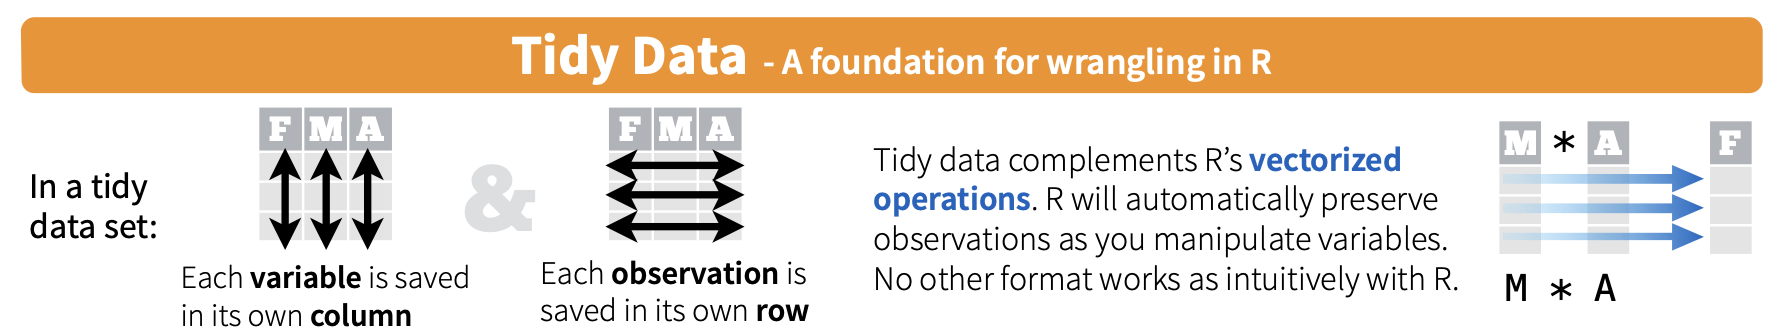 Tidy Data - A foundation for wrangling in R
In a tidy
data set:
F M A
Each variable is saved
in its own column
&
F M A
Each observation is
saved in its own row
Tidy data complements R’s vectorized
operations. R will automatically preserve
observations as you manipulate variables.
No other format works as intuitively with R.
M * A F
M * A